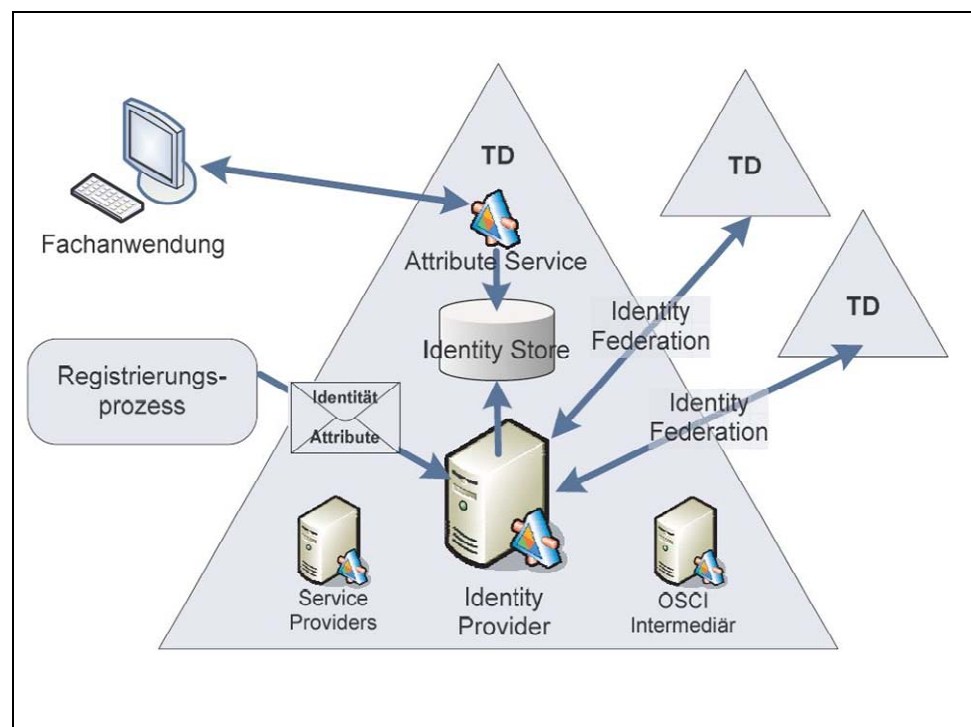 TD
TD
Fachanwendung
Attribute Service
TD
Identity
Federation
Identity Store
Registrierungs-
prozess
Identität
Attribute
Identity
Federation
Service
Providers
Identity
Provider
OSCI
Intermediär